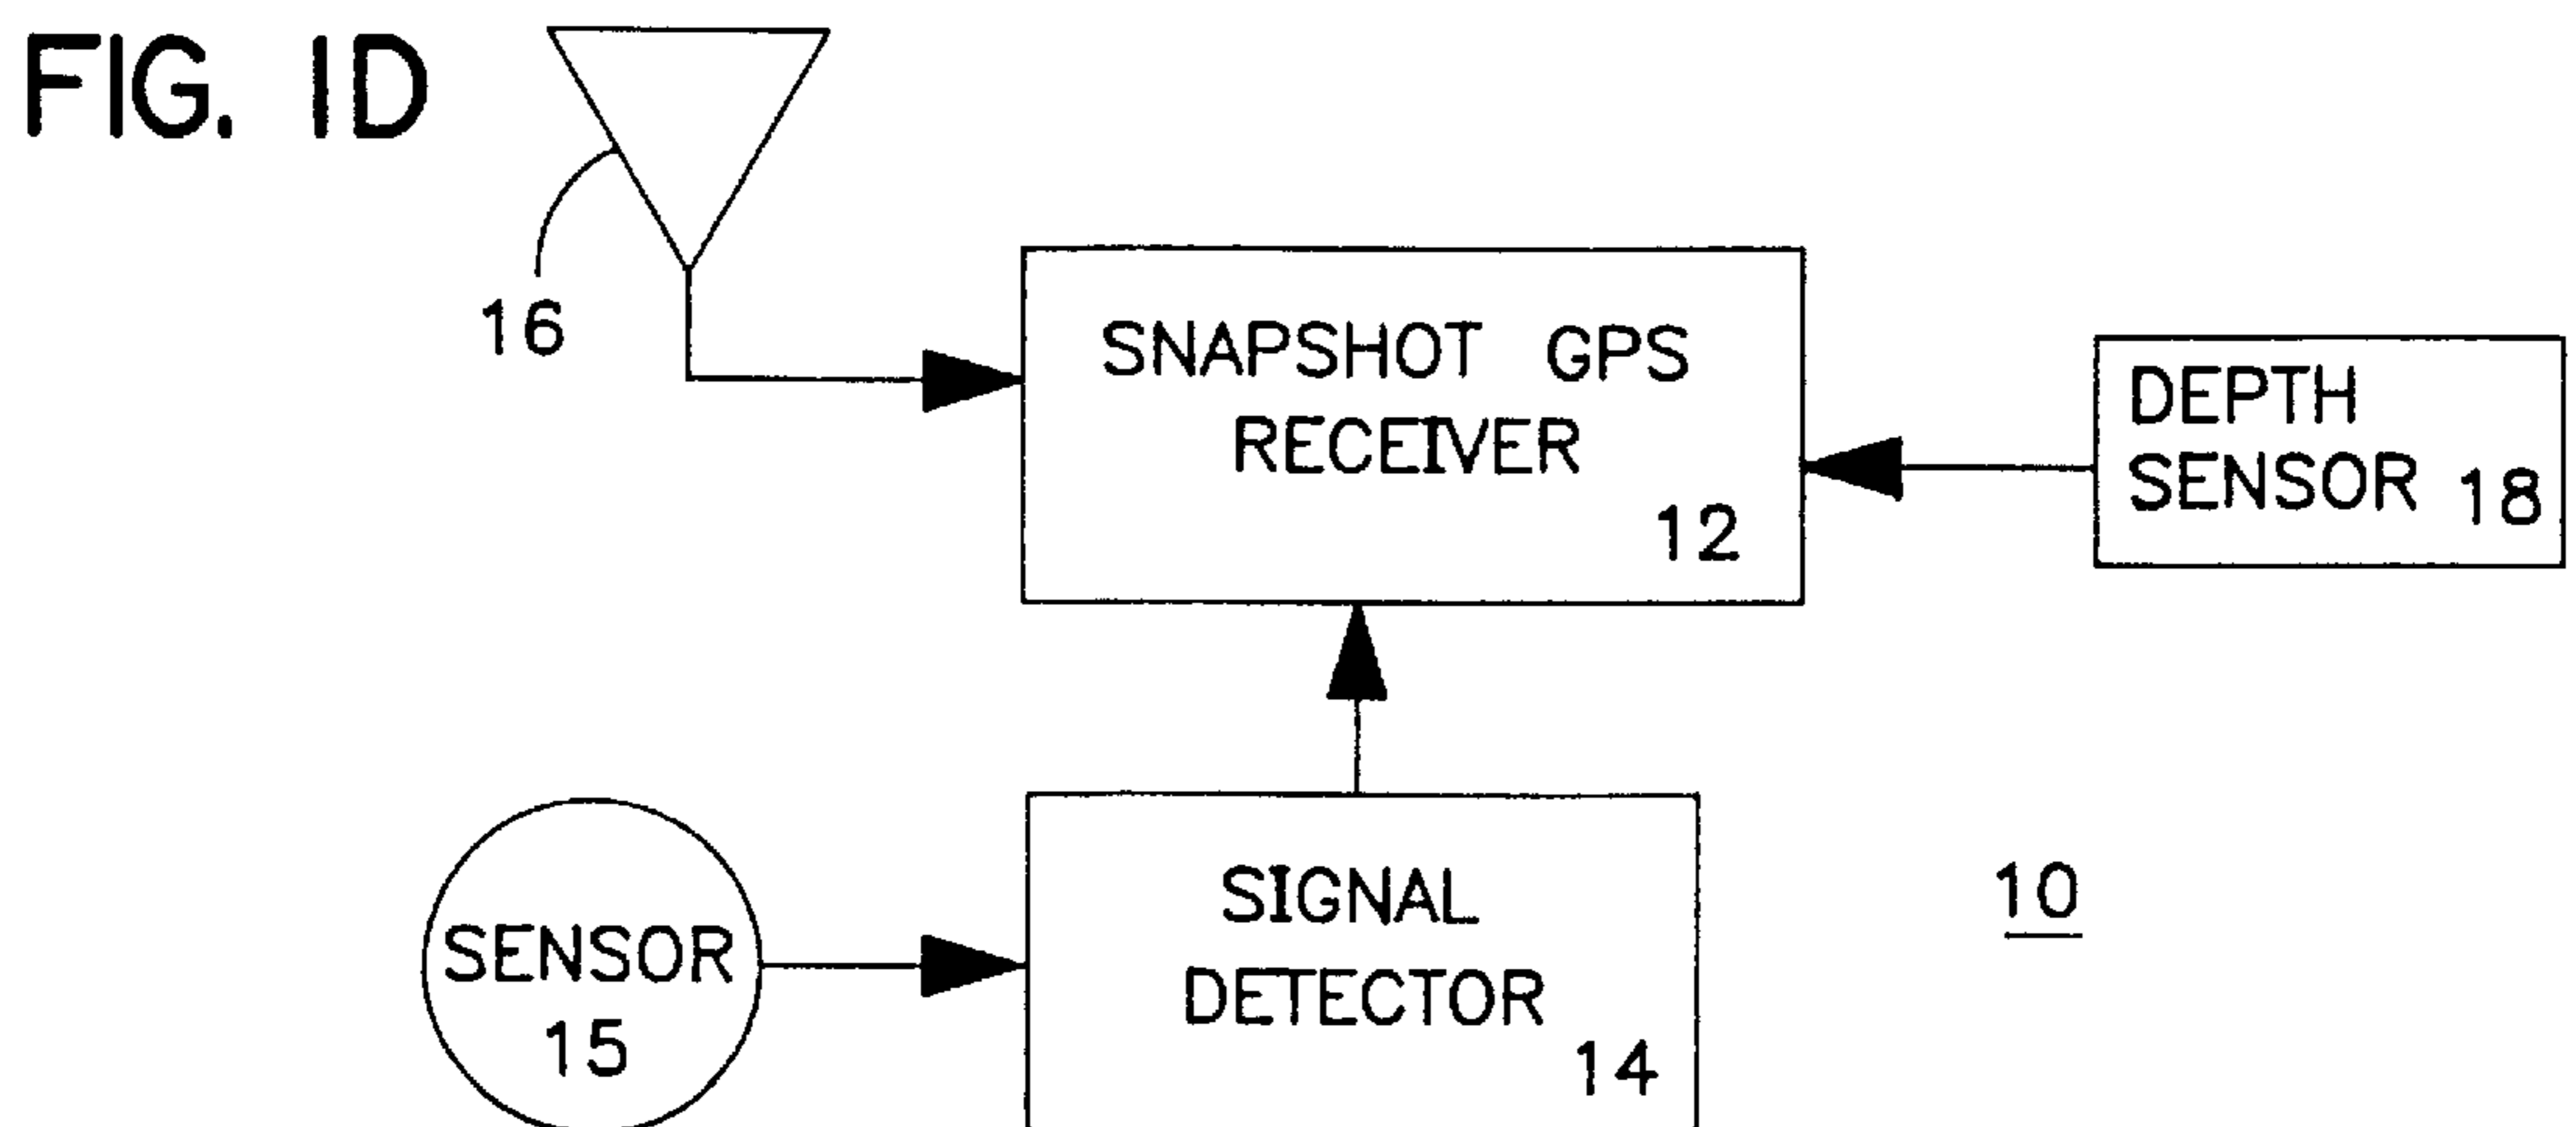 FIG. 1D
16
SNAPSHOT GPS
RECEIVER
12
DEPTH
SENSOR 18
SENSOR
15
SIGNAL
DETECTOR
14
10